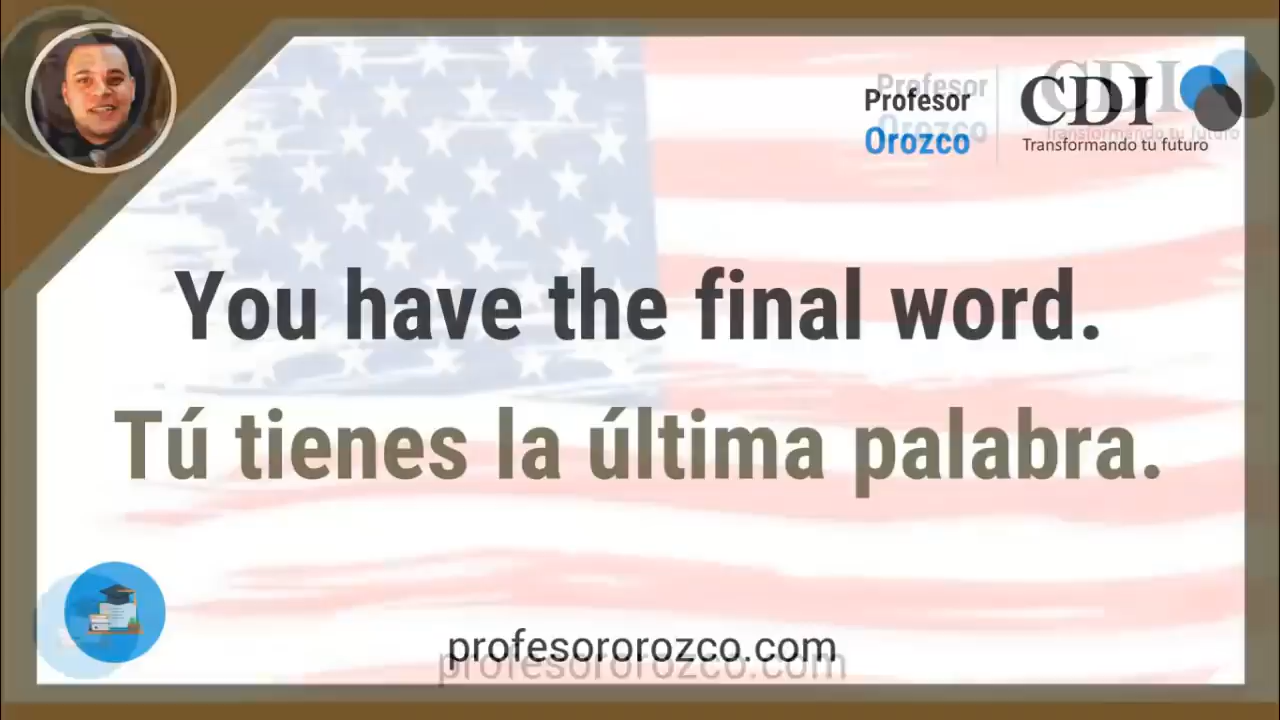 Profesor
Orozco
CDI
Transformando tu futuro
You have the final word.
Tú tienes la última palabra.
profesororozco.com